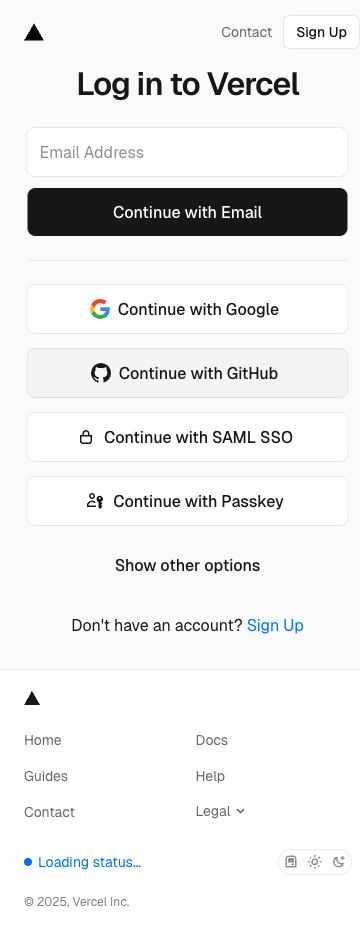 Contact Sign Up
Log in to Vercel
Email Address
Continue with Email
Continue with Google
Continue with GitHub
Continue with SAML SSO
Continue with Passkey
Show other options
Don't have an account? Sign Up
Home Docs
Guides Help
Contact Legal
Loading status…
© 2025, Vercel Inc.